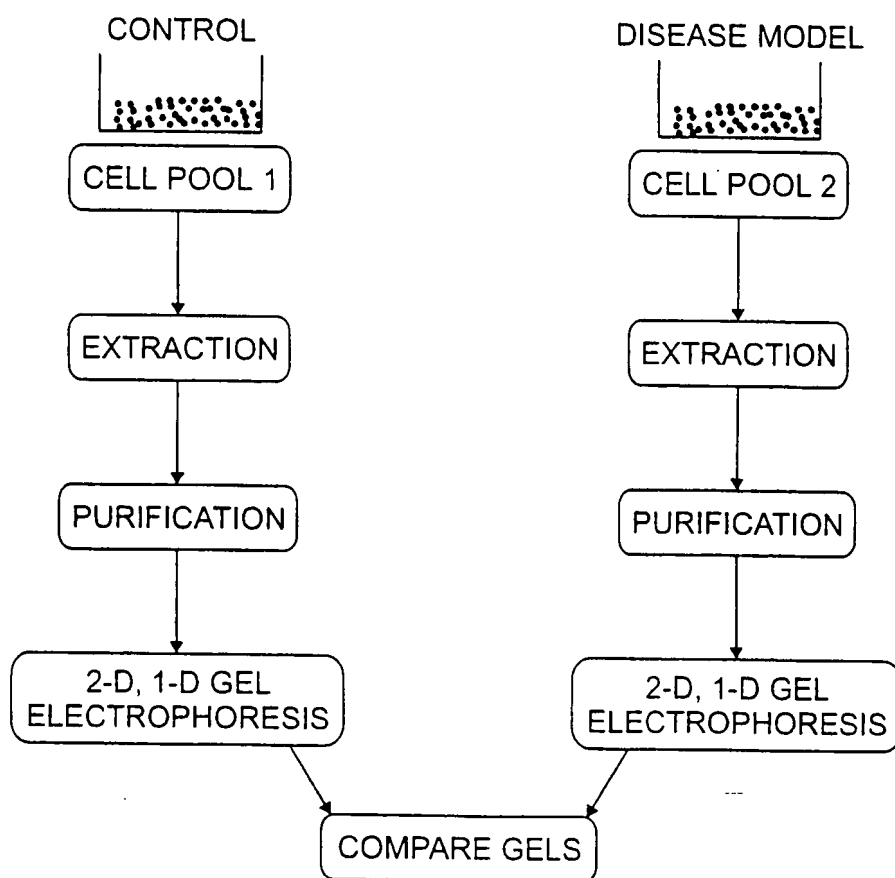 CONTROL
CELL POOL 1
EXTRACTION
PURIFICATION
2-D, 1-D GEL
ELECTROPHORESIS
DISEASE MODEL
CELL POOL 2
EXTRACTION
PURIFICATION
2-D, 1-D GEL
ELECTROPHORESIS
COMPARE GELS